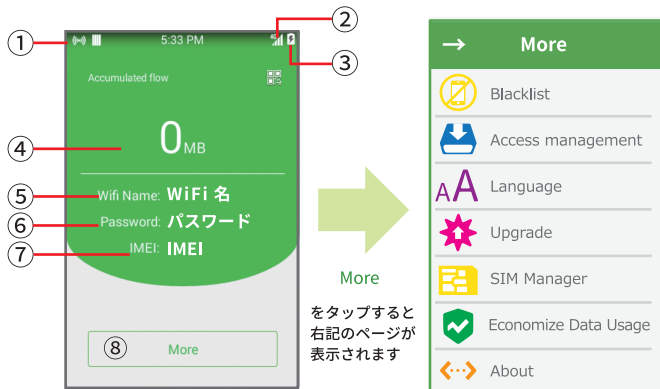 ②
① 5:33 PM
③
Accumulated flow
④ 0MB
⑤ Wifi Name: WiFi 名
⑥ Password: パスワード
⑦ IMEI: IMEI
⑧ More
More
をタップすると
右記のページが
表示されます
→ More
Blacklist
Access management
AA Language
Upgrade
SIM Manager
Economize Data Usage
About